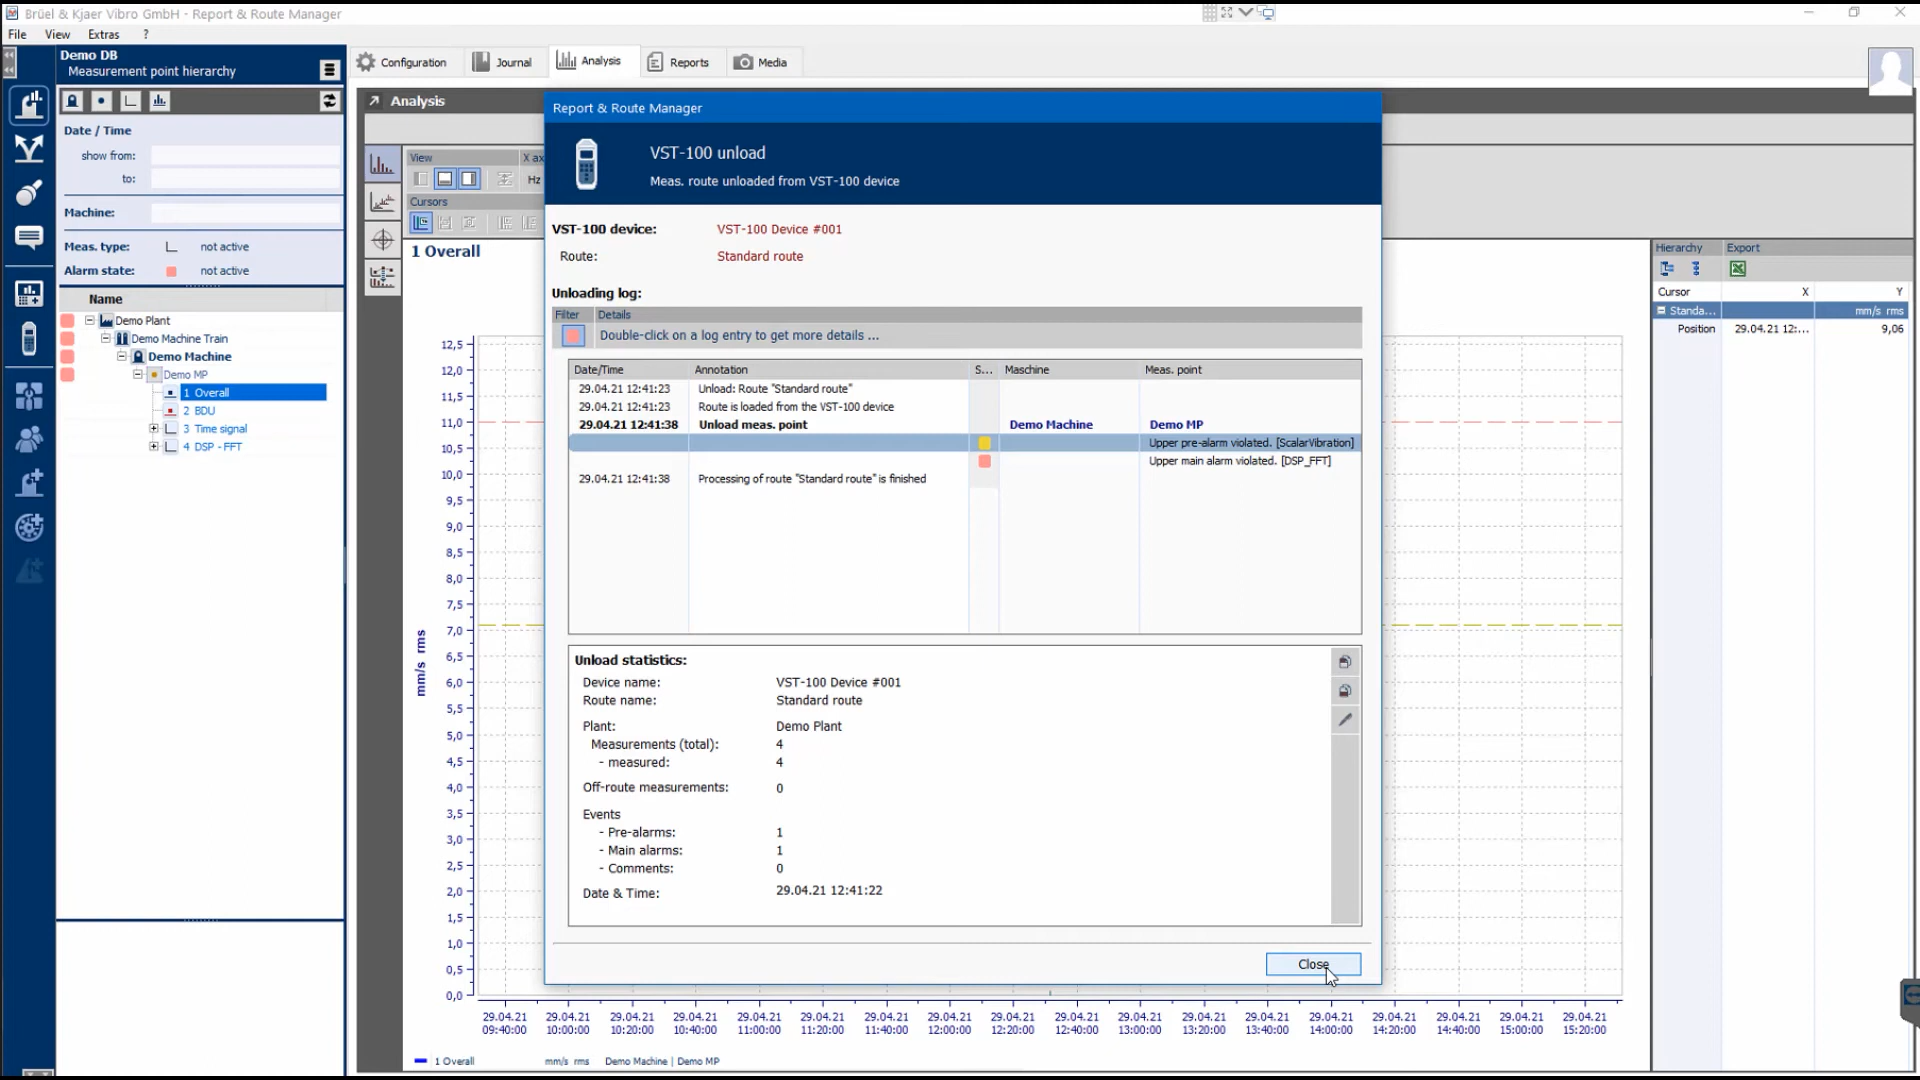 Brüel & Kjaer Vibro GmbH - Report & Route Manager
File View Extras ?
Demo DB
Measurement point hierarchy
Configuration Journal Analysis Reports Media
Date / Time
show from:
to:
Machine:
Meas. type: not active
Alarm state: not active
Name
Demo Plant
Demo Machine Train
Demo Machine
Demo MP
1 Overall
2 BDU
3 Time signal
4 DSP - FFT
Analysis
View X ax
Hz
Cursors
1 Overall
Report & Route Manager
VST-100 unload
Meas. route unloaded from VST-100 device
VST-100 device: VST-100 Device #001
Route: Standard route
Unloading log:
Filter Details
Double-click on a log entry to get more details ...
Date/Time Annotation S... Maschine Meas. point
29.04.21 12:41:23 Unload: Route "Standard route"
29.04.21 12:41:23 Route is loaded from the VST-100 device
29.04.21 12:41:38 Unload meas. point Demo Machine Demo MP
Upper pre-alarm violated. [ScalarVibration]
Upper main alarm violated. [DSP_FFT]
29.04.21 12:41:38 Processing of route "Standard route" is finished
Unload statistics:
Device name: VST-100 Device #001
Route name: Standard route
Plant: Demo Plant
Measurements (total): 4
- measured: 4
Off-route measurements: 0
Events
- Pre-alarms: 1
- Main alarms: 1
- Comments: 0
Date & Time: 29.04.21 12:41:22
Close
Hierarchy Export
Cursor X Y
Standa... mm/s rms
Position 29.04.21 12:... 9,06
mm/s rms
12,5
12,0
11,5
11,0
10,5
10,0
9,5
9,0
8,5
8,0
7,5
7,0
6,5
6,0
5,5
5,0
4,5
4,0
3,5
3,0
2,5
2,0
1,5
1,0
0,5
0,0
29.04.21 29.04.21 29.04.21 29.04.21 29.04.21 29.04.21 29.04.21 29.04.21 29.04.21 29.04.21 29.04.21 29.04.21 29.04.21 29.04.21 29.04.21 29.04.21 29.04.21 29.04.21
09:40:00 10:00:00 10:20:00 10:40:00 11:00:00 11:20:00 11:40:00 12:00:00 12:20:00 12:40:00 13:00:00 13:20:00 13:40:00 14:00:00 14:20:00 14:40:00 15:00:00 15:20:00
1 Overall mm/s rms Demo Machine | Demo MP